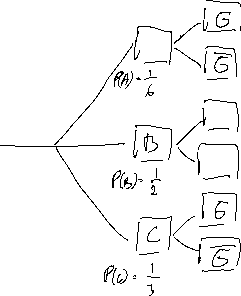 G
P(A) = 1/6
G̅
B
P(B) = 1/2
C
G
P(C) = 1/3
G̅